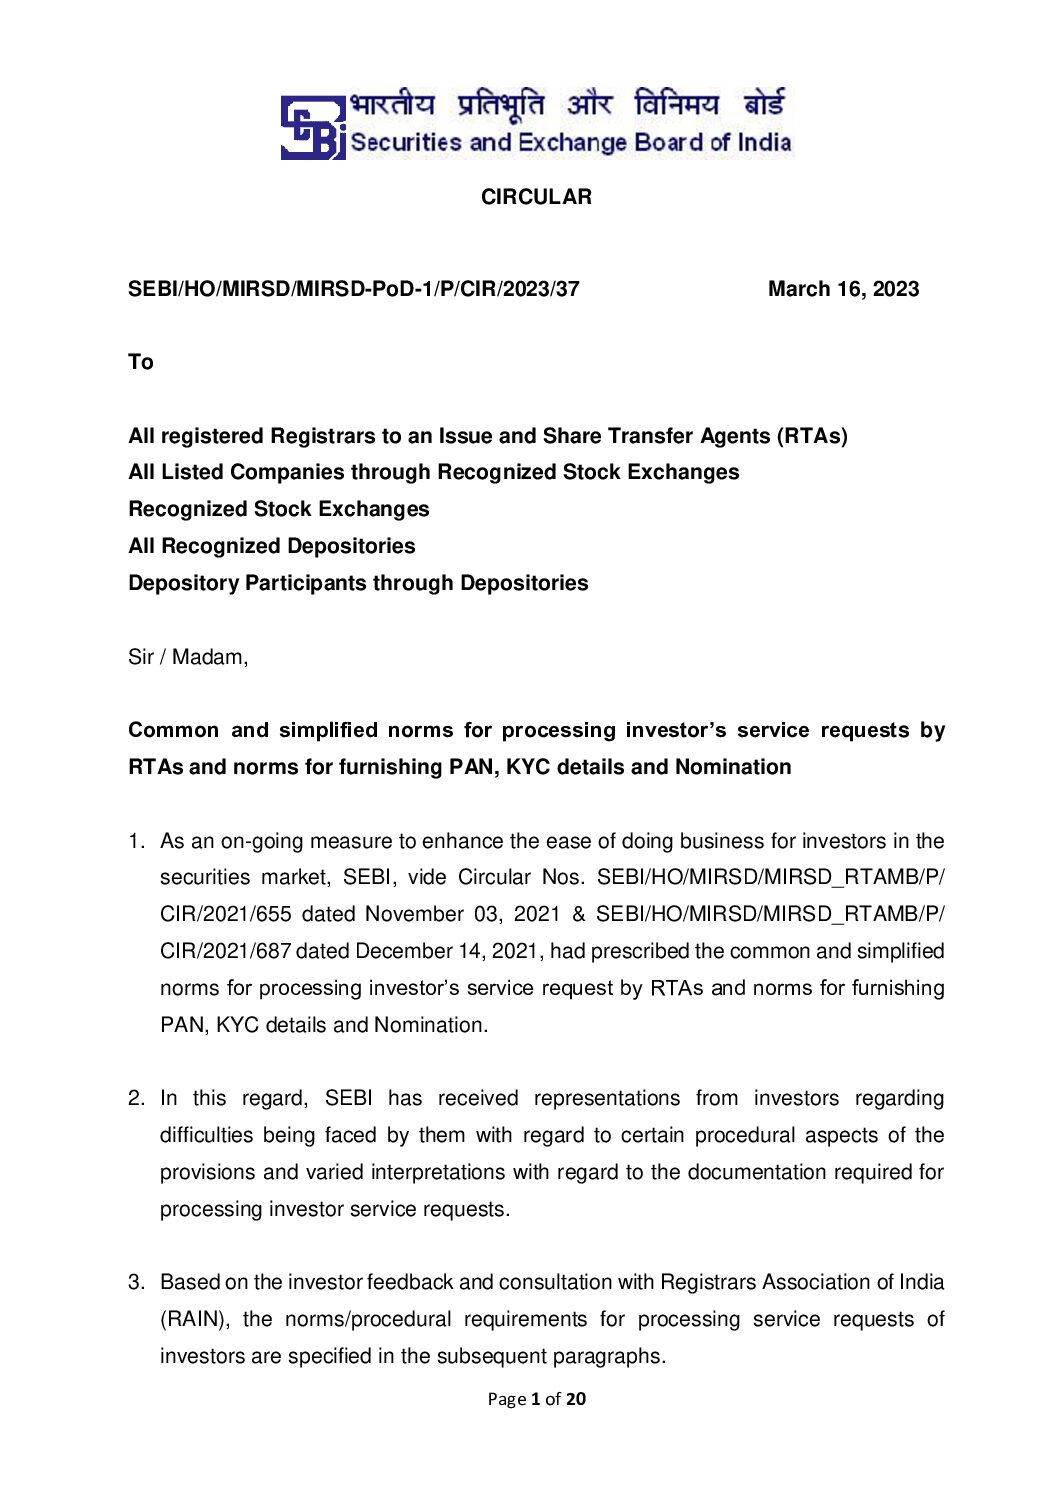 भारतीय प्रतिभूति और विनिमय बोर्ड
SEBI Securities and Exchange Board of India
CIRCULAR
SEBI/HO/MIRSD/MIRSD-PoD-1/P/CIR/2023/37 March 16, 2023
To
All registered Registrars to an Issue and Share Transfer Agents (RTAs)
All Listed Companies through Recognized Stock Exchanges
Recognized Stock Exchanges
All Recognized Depositories
Depository Participants through Depositories
Sir / Madam,
Common and simplified norms for processing investor’s service requests by
RTAs and norms for furnishing PAN, KYC details and Nomination
1. As an on-going measure to enhance the ease of doing business for investors in the
securities market, SEBI, vide Circular Nos. SEBI/HO/MIRSD/MIRSD_RTAMB/P/
CIR/2021/655 dated November 03, 2021 & SEBI/HO/MIRSD/MIRSD_RTAMB/P/
CIR/2021/687 dated December 14, 2021, had prescribed the common and simplified
norms for processing investor’s service request by RTAs and norms for furnishing
PAN, KYC details and Nomination.
2. In this regard, SEBI has received representations from investors regarding
difficulties being faced by them with regard to certain procedural aspects of the
provisions and varied interpretations with regard to the documentation required for
processing investor service requests.
3. Based on the investor feedback and consultation with Registrars Association of India
(RAIN), the norms/procedural requirements for processing service requests of
investors are specified in the subsequent paragraphs.
Page 1 of 20